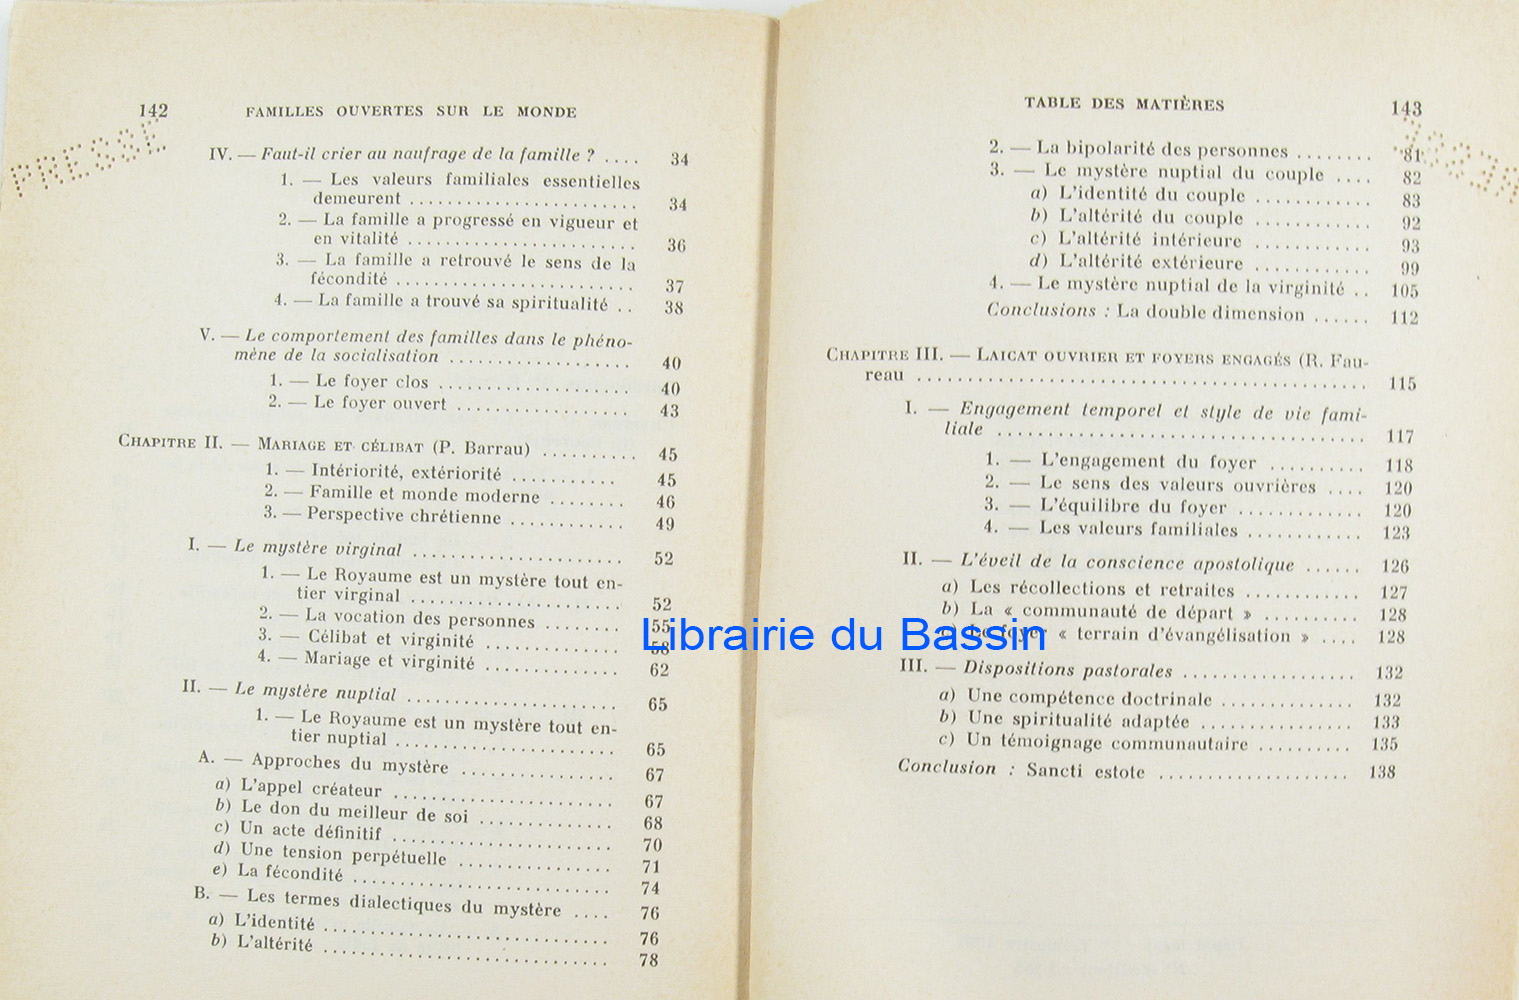 142 FAMILLES OUVERTES SUR LE MONDE
PRESSE
IV. — Faut-il crier au naufrage de la famille ? .... 34
1. — Les valeurs familiales essentielles
demeurent ........................ 34
2. — La famille a progressé en vigueur et
en vitalité ........................ 36
3. — La famille a retrouvé le sens de la
fécondité ........................ 37
4. — La famille a trouvé sa spiritualité .. 38
V. — Le comportement des familles dans le phéno-
mène de la socialisation .................. 40
1. — Le foyer clos .................... 40
2. — Le foyer ouvert .................. 43
CHAPITRE II. — MARIAGE ET CÉLIBAT (P. Barrau) .......... 45
1. — Intériorité, extériorité ........... 45
2. — Famille et monde moderne ........ 46
3. — Perspective chrétienne ............ 49
I. — Le mystère virginal ...................... 52
1. — Le Royaume est un mystère tout en-
tier virginal ...................... 52
2. — La vocation des personnes ........ 55
3. — Célibat et virginité .............. 58
4. — Mariage et virginité .............. 62
II. — Le mystère nuptial ...................... 65
1. — Le Royaume est un mystère tout en-
tier nuptial ....................... 65
A. — Approches du mystère ................ 67
a) L'appel créateur ....................... 67
b) Le don du meilleur de soi .............. 68
c) Un acte définitif ....................... 70
d) Une tension perpétuelle ................ 71
e) La fécondité ........................... 74
B. — Les termes dialectiques du mystère .... 76
a) L'identité ............................. 76
b) L'altérité ............................. 78
TABLE DES MATIÈRES 143
PRESSE
2. — La bipolarité des personnes ........ 81
3. — Le mystère nuptial du couple .... 82
a) L'identité du couple ............ 83
b) L'altérité du couple ............ 92
c) L'altérité intérieure ............ 93
d) L'altérité extérieure ............ 99
4. — Le mystère nuptial de la virginité .. 105
Conclusions : La double dimension ...... 112
CHAPITRE III. — LAICAT OUVRIER ET FOYERS ENGAGÉS (R. Fau-
reau ............................................. 115
I. — Engagement temporel et style de vie fami-
liale ...................................... 117
1. — L'engagement du foyer .......... 118
2. — Le sens des valeurs ouvrières .... 120
3. — L'équilibre du foyer ............. 120
4. — Les valeurs familiales ............ 123
II. — L'éveil de la conscience apostolique ...... 126
a) Les récollections et retraites ............ 127
b) La « communauté de départ » .......... 128
c) Le foyer « terrain d'évangélisation » .... 128
III. — Dispositions pastorales .................. 132
a) Une compétence doctrinale .............. 132
b) Une spiritualité adaptée ................ 133
c) Un témoignage communautaire .......... 135
Conclusion : Sancti estote .................... 138
Librairie du Bassin